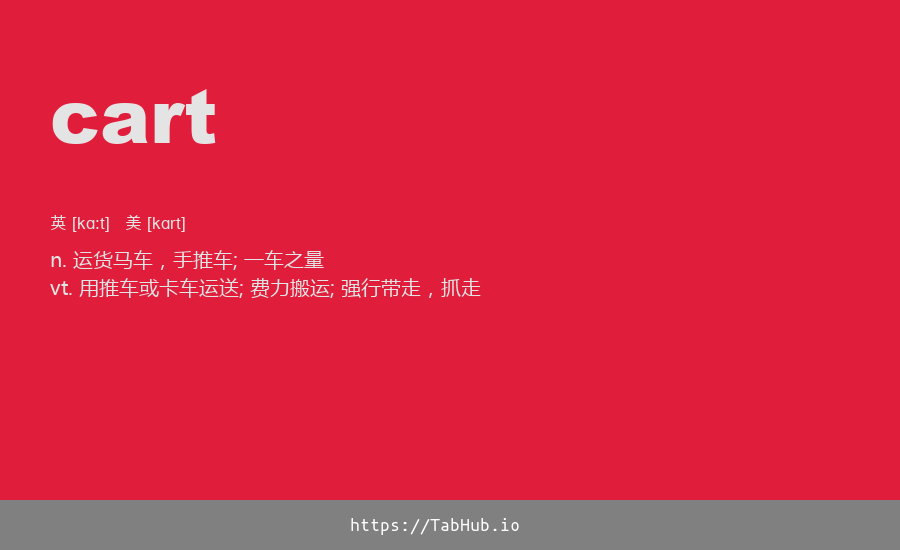 cart
英 [kɑːt] 美 [kɑrt]
n. 运货马车，手推车; 一车之量
vt. 用推车或卡车运送; 费力搬运; 强行带走，抓走
https://TabHub.io